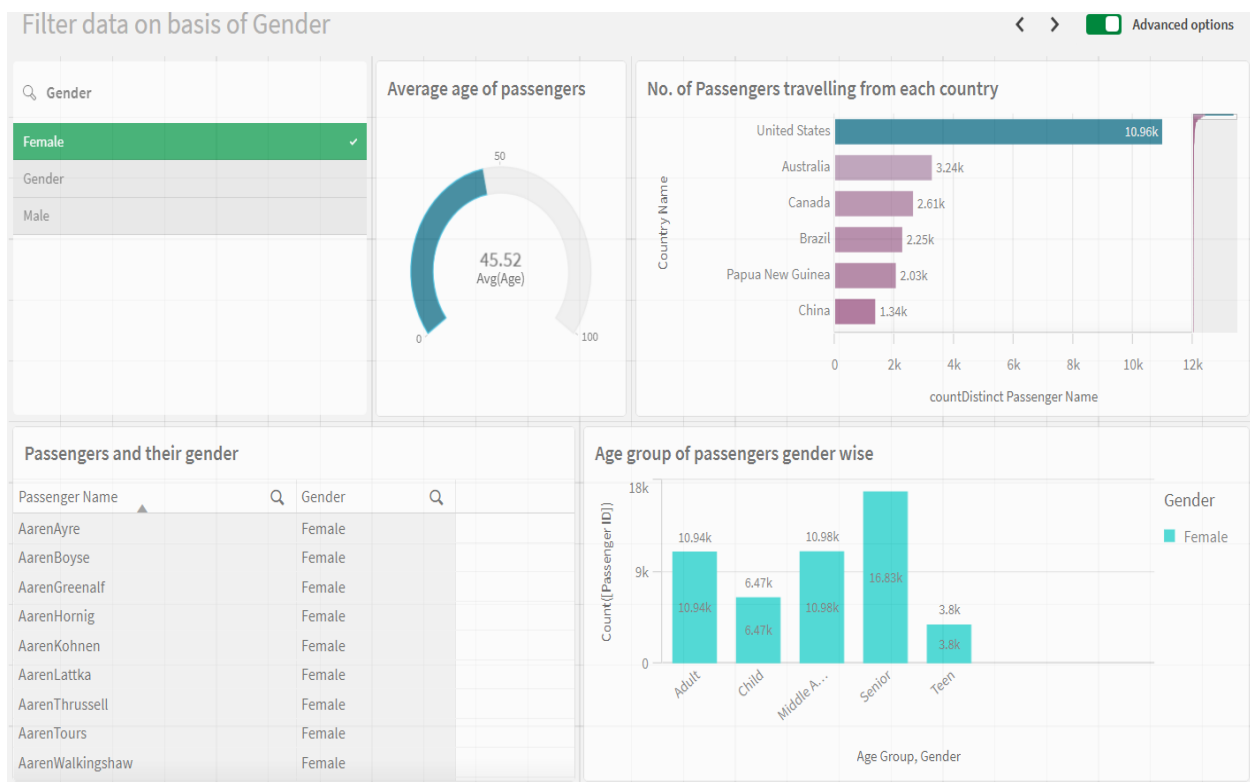 Filter data on basis of Gender
Advanced options
Gender
Female
Gender
Male
Average age of passengers
50
45.52
Avg(Age)
0
100
No. of Passengers travelling from each country
Country Name
United States 10.96k
Australia 3.24k
Canada 2.61k
Brazil 2.25k
Papua New Guinea 2.03k
China 1.34k
0 2k 4k 6k 8k 10k 12k
countDistinct Passenger Name
Passengers and their gender
Passenger Name Gender
AarenAyre Female
AarenBoyse Female
AarenGreenalf Female
AarenHornig Female
AarenKohnen Female
AarenLattka Female
AarenThrussell Female
AarenTours Female
AarenWalkingshaw Female
Age group of passengers gender wise
Count([Passenger ID])
18k
9k
0
10.94k
10.94k
6.47k
6.47k
10.98k
10.98k
16.83k
3.8k
3.8k
Adult Child Middle A... Senior Teen
Age Group, Gender
Gender
Female